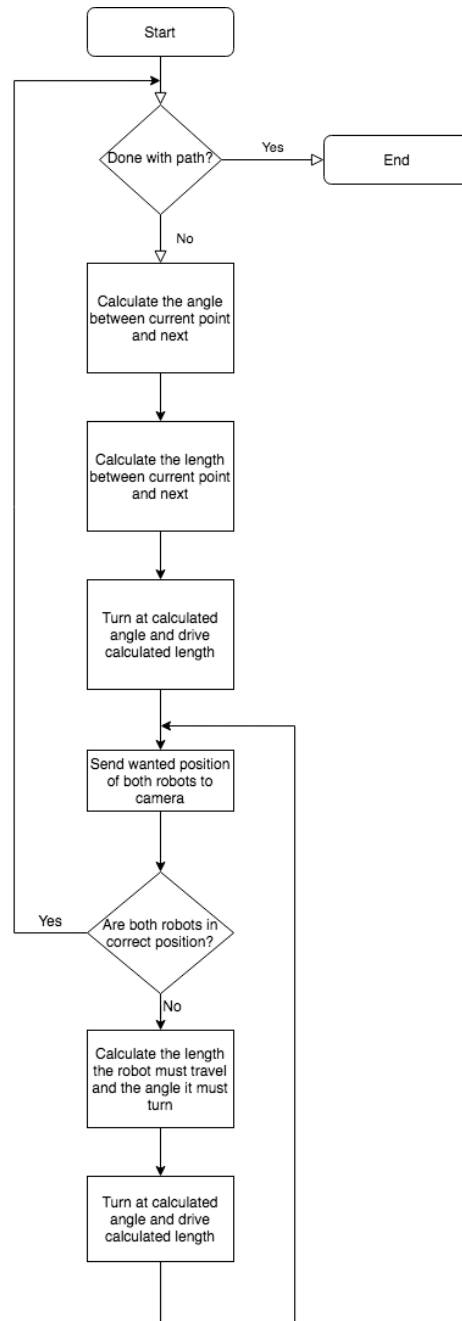 Start
Done with path?
Yes
End
No
Calculate the angle
between current point
and next
Calculate the length
between current point
and next
Turn at calculated
angle and drive
calculated length
Send wanted position
of both robots to
camera
Yes
Are both robots in
correct position?
No
Calculate the length
the robot must travel
and the angle it must
turn
Turn at calculated
angle and drive
calculated length